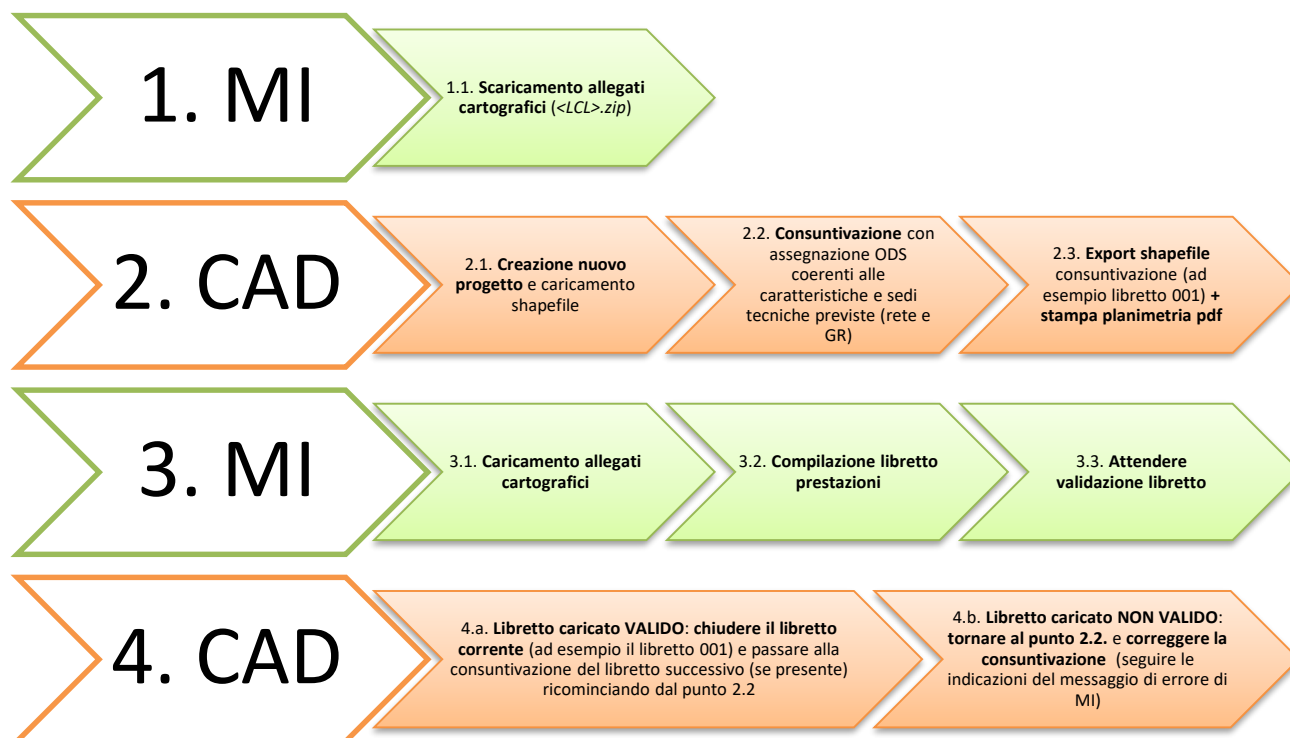 1. MI
1.1. Scaricamento allegati
cartografici (<LCL>.zip)
2. CAD
2.1. Creazione nuovo
progetto e caricamento
shapefile
2.2. Consuntivazione con
assegnazione ODS
coerenti alle
caratteristiche e sedi
tecniche previste (rete e
GR)
2.3. Export shapefile
consuntivazione (ad
esempio libretto 001) +
stampa planimetria pdf
3. MI
3.1. Caricamento allegati
cartografici
3.2. Compilazione libretto
prestazioni
3.3. Attendere
validazione libretto
4. CAD
4.a. Libretto caricato VALIDO: chiudere il libretto
corrente (ad esempio il libretto 001) e passare alla
consuntivazione del libretto successivo (se presente)
ricominciando dal punto 2.2
4.b. Libretto caricato NON VALIDO:
tornare al punto 2.2. e correggere la
consuntivazione (seguire le
indicazioni del messaggio di errore di
MI)